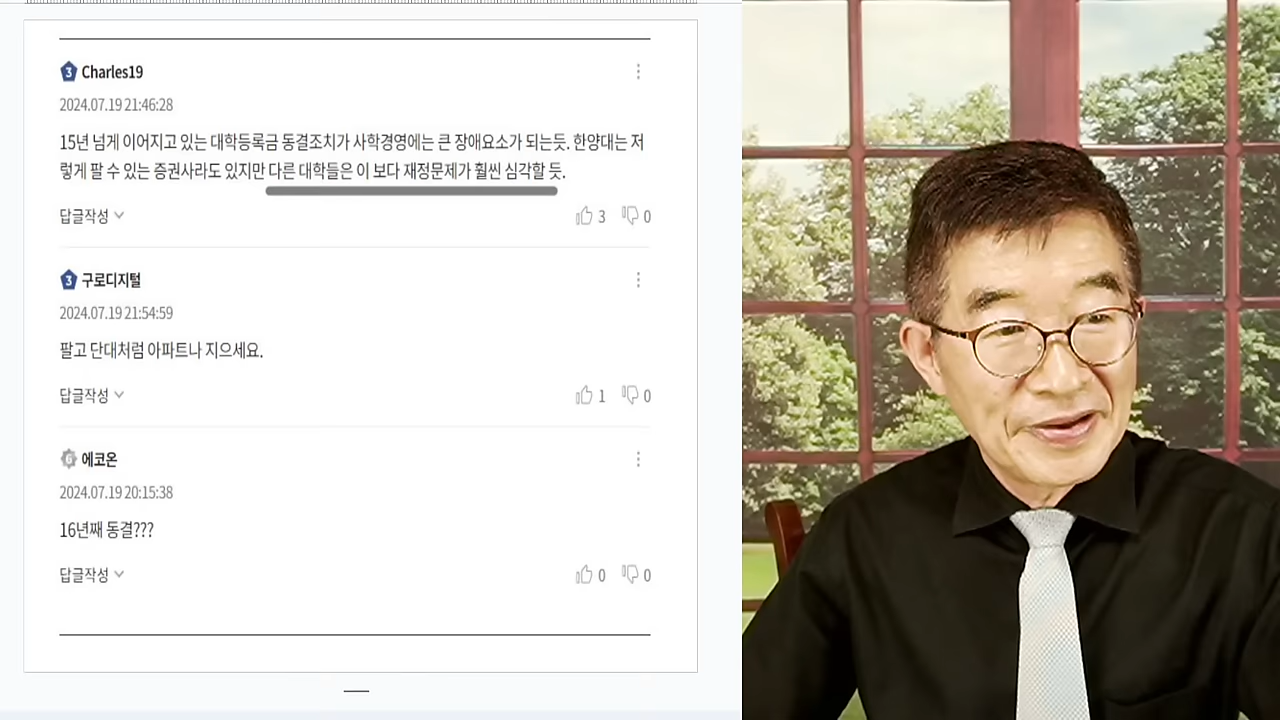 3 Charles19
2024.07.19 21:46:28
15년 넘게 이어지고 있는 대학등록금 동결조치가 사학경영에는 큰 장애요소가 되는듯. 한양대는 저
렇게 팔 수 있는 증권사라도 있지만 다른 대학들은 이 보다 재정문제가 훨씬 심각할 듯.
답글작성
3 0
3 구로디지털
2024.07.19 21:54:59
팔고 단대처럼 아파트나 지으세요.
답글작성
1 0
6 에코온
2024.07.19 20:15:38
16년째 동결???
답글작성
0 0